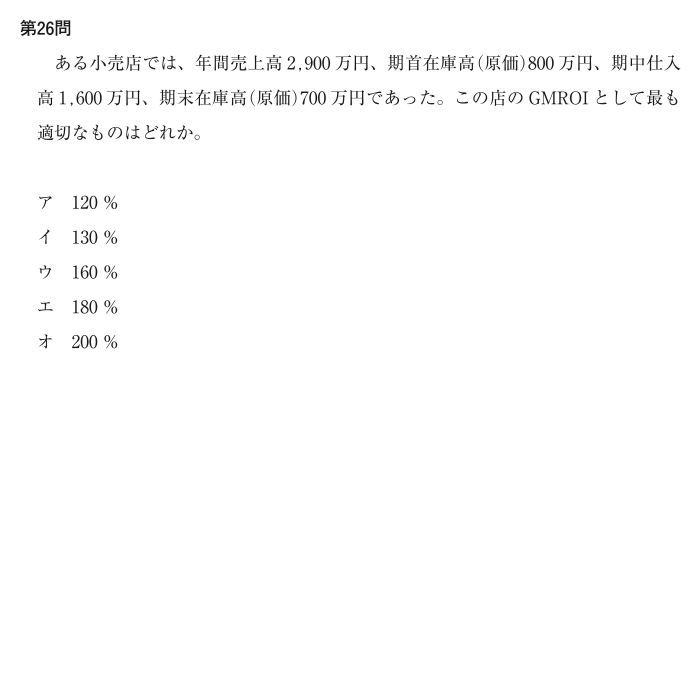 第26問
ある小売店では、年間売上高 2,900 万円、期首在庫高(原価)800 万円、期中仕入
高 1,600 万円、期末在庫高(原価)700 万円であった。この店の GMROI として最も
適切なものはどれか。
ア 120 %
イ 130 %
ウ 160 %
エ 180 %
オ 200 %